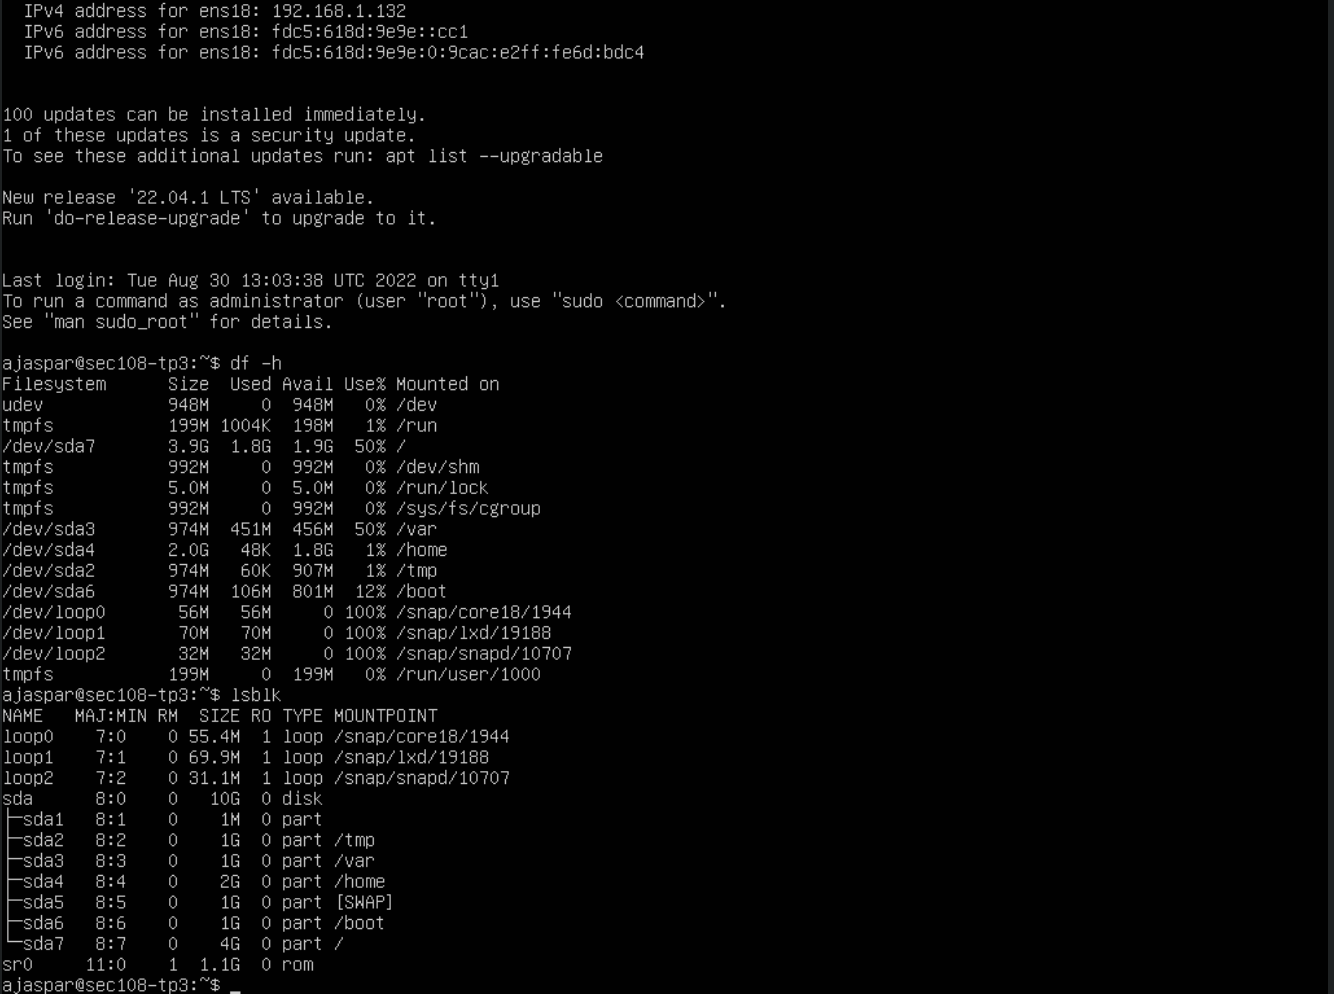 IPv4 address for ens18: 192.168.1.132
IPv6 address for ens18: fdc5:618d:9e9e::cc1
IPv6 address for ens18: fdc5:618d:9e9e:0:9cac:e2ff:fe6d:bdc4
100 updates can be installed immediately.
1 of these updates is a security update.
To see these additional updates run: apt list --upgradable
New release '22.04.1 LTS' available.
Run 'do-release-upgrade' to upgrade to it.
Last login: Tue Aug 30 13:03:38 UTC 2022 on tty1
To run a command as administrator (user "root"), use "sudo <command>".
See "man sudo_root" for details.
ajaspar@sec108-tp3:~$ df -h
Filesystem      Size  Used Avail Use% Mounted on
udev            948M     0  948M   0% /dev
tmpfs           199M 1004K  198M   1% /run
/dev/sda7       3.9G  1.8G  1.9G  50% /
tmpfs           992M     0  992M   0% /dev/shm
tmpfs           5.0M     0  5.0M   0% /run/lock
tmpfs           992M     0  992M   0% /sys/fs/cgroup
/dev/sda3       974M  451M  456M  50% /var
/dev/sda4       2.0G   48K  1.8G   1% /home
/dev/sda2       974M   60K  907M   1% /tmp
/dev/sda6       974M  106M  801M  12% /boot
/dev/loop0       56M   56M     0 100% /snap/core18/1944
/dev/loop1       70M   70M     0 100% /snap/lxd/19188
/dev/loop2       32M   32M     0 100% /snap/snapd/10707
tmpfs           199M     0  199M   0% /run/user/1000
ajaspar@sec108-tp3:~$ lsblk
NAME   MAJ:MIN RM  SIZE RO TYPE MOUNTPOINT
loop0    7:0    0 55.4M  1 loop /snap/core18/1944
loop1    7:1    0 69.9M  1 loop /snap/lxd/19188
loop2    7:2    0 31.1M  1 loop /snap/snapd/10707
sda      8:0    0   10G  0 disk
├─sda1   8:1    0    1M  0 part
├─sda2   8:2    0    1G  0 part /tmp
├─sda3   8:3    0    1G  0 part /var
├─sda4   8:4    0    2G  0 part /home
├─sda5   8:5    0    1G  0 part [SWAP]
├─sda6   8:6    0    1G  0 part /boot
└─sda7   8:7    0    4G  0 part /
sr0     11:0    1  1.1G  0 rom
ajaspar@sec108-tp3:~$ _